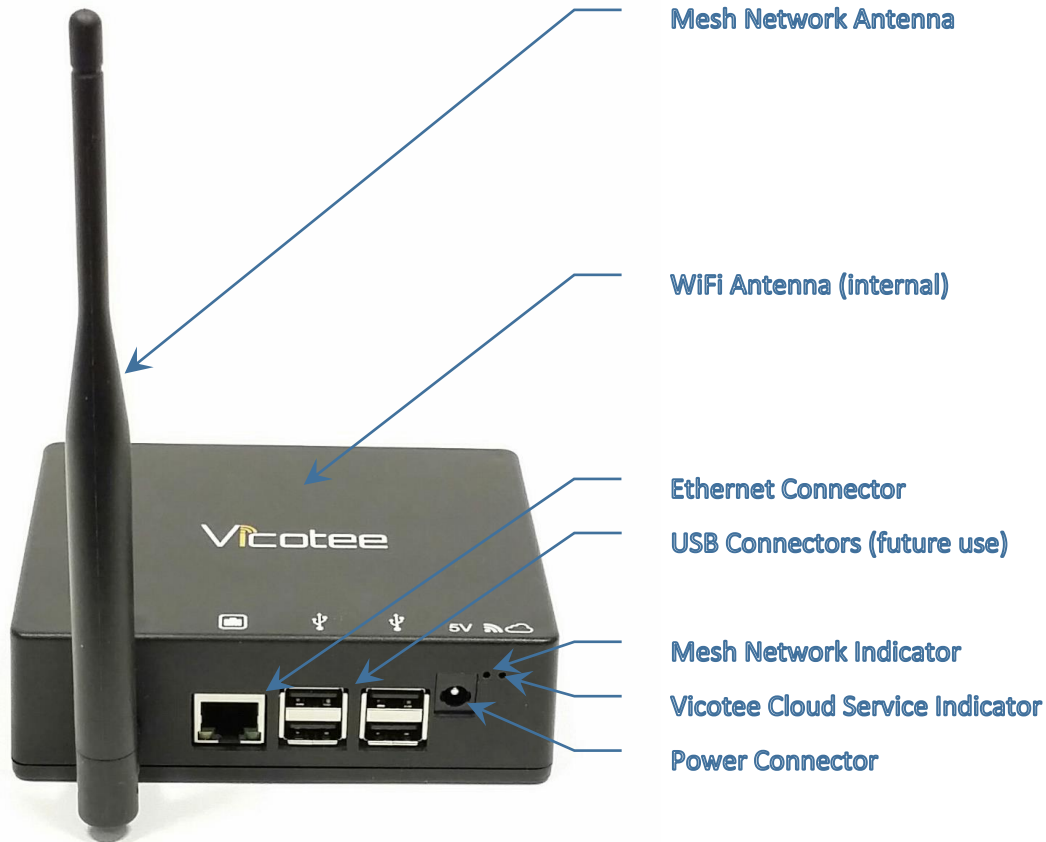 Mesh Network Antenna
WiFi Antenna (internal)
Ethernet Connector
Vicotee
USB Connectors (future use)
5V
Mesh Network Indicator
Vicotee Cloud Service Indicator
Power Connector